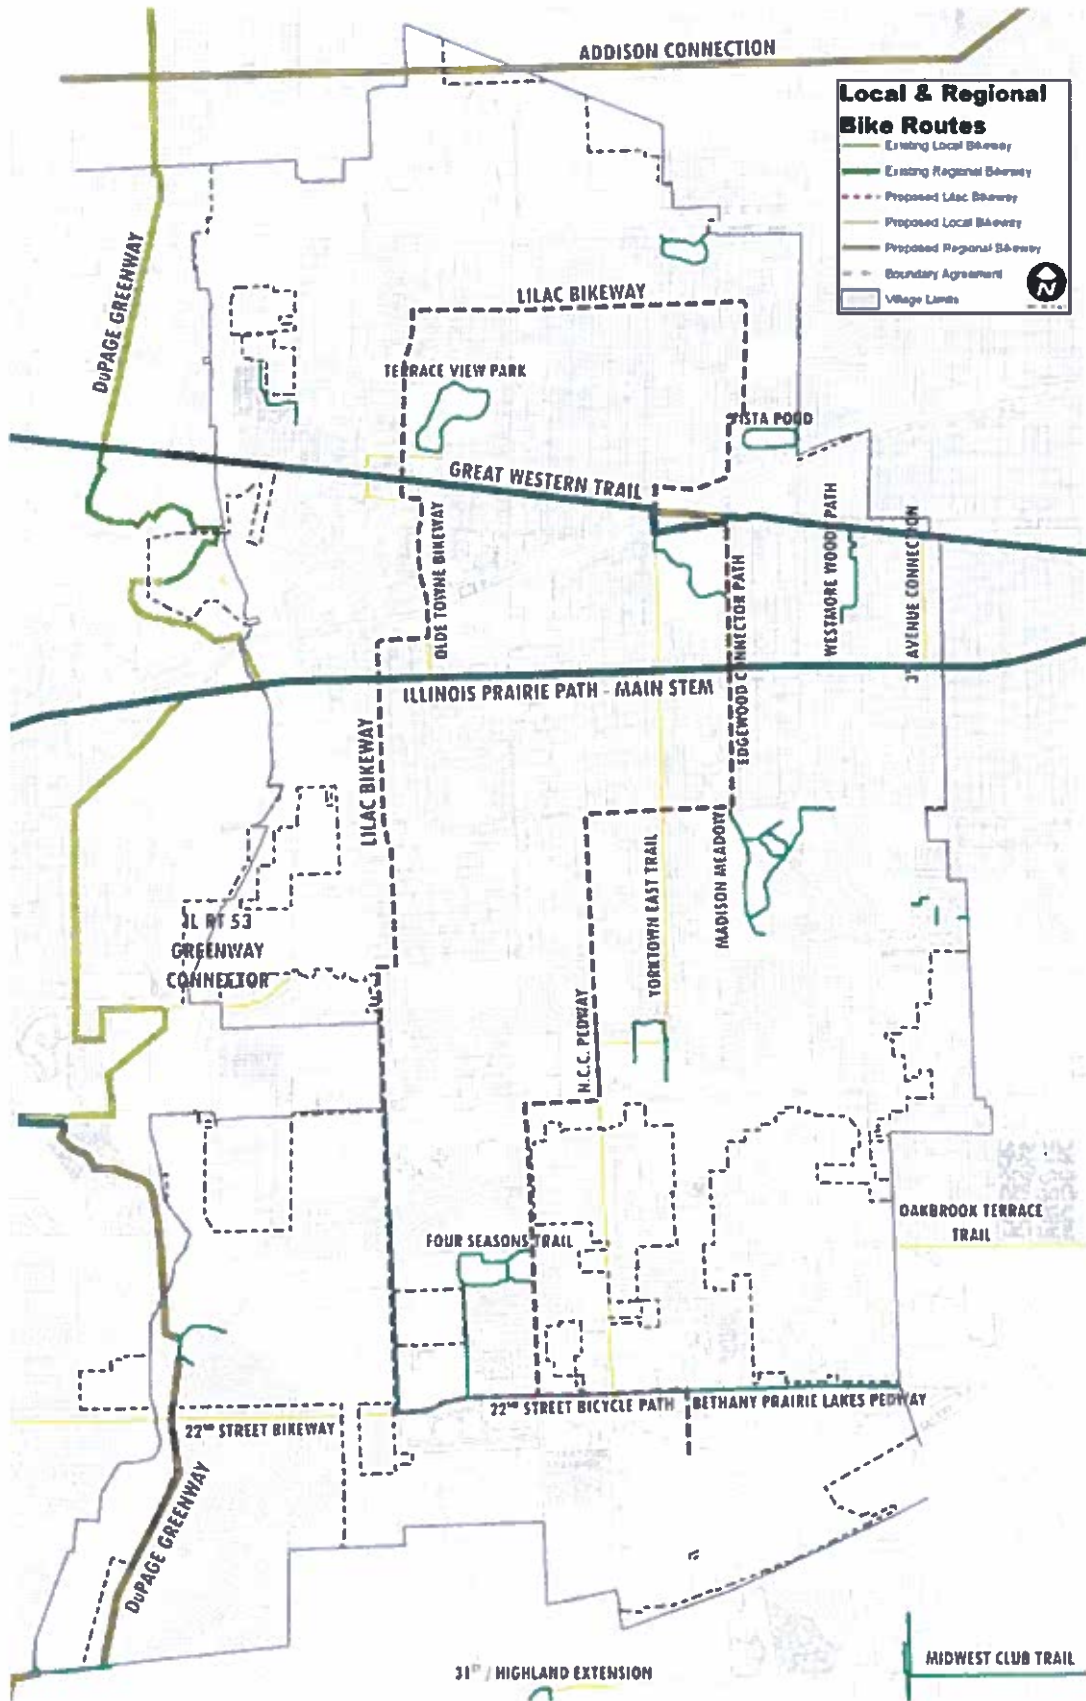 ADDISON CONNECTION
Local & Regional
Bike Routes
Existing Local Bikeway
Existing Regional Bikeway
Proposed Lilac Bikeway
Proposed Local Bikeway
Proposed Regional Bikeway
Boundary Agreement
Village Limits
N
DUPAGE GREENWAY
LILAC BIKEWAY
TERRACE VIEW PARK
VISTA POND
GREAT WESTERN TRAIL
OLDE TOWNE BIKEWAY
EDGEWOOD CONNECTOR PATH
WESTMORE WOODS PATH
3RD AVENUE CONNECTION
ILLINOIS PRAIRIE PATH - MAIN STEM
LILAC BIKEWAY
IL RT 53
GREENWAY
CONNECTOR
N.C.C. PEDWAY
YORKTOWN EAST TRAIL
MADISON MEADOWS
OAKBROOK TERRACE
TRAIL
FOUR SEASONS TRAIL
22ND STREET BIKEWAY
22ND STREET BICYCLE PATH
BETHANY PRAIRIE LAKES PEDWAY
DUPAGE GREENWAY
31ST / HIGHLAND EXTENSION
MIDWEST CLUB TRAIL